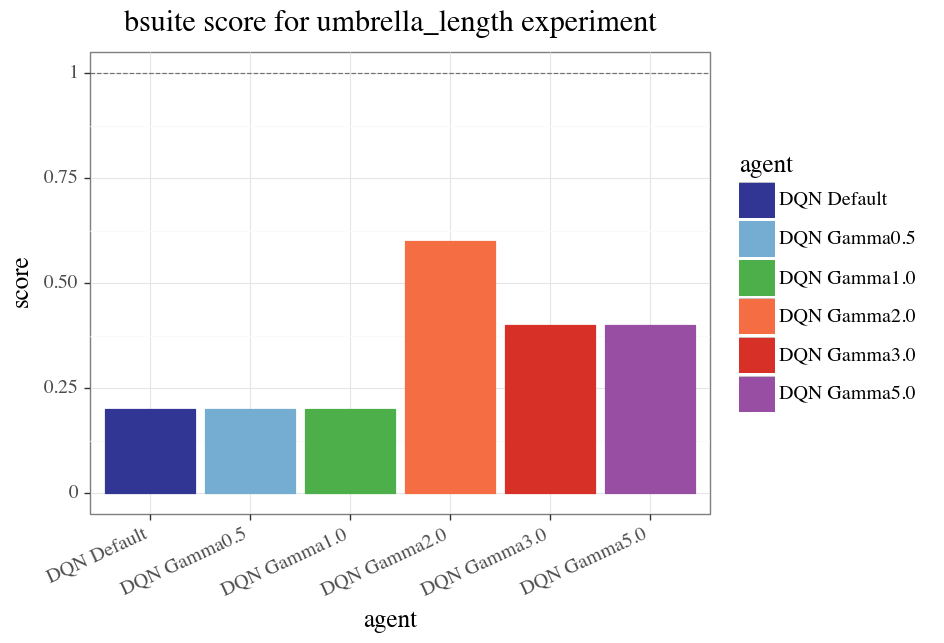 bsuite score for umbrella_length experiment
score
1
0.75
0.50
0.25
0
DQN Default
DQN Gamma0.5
DQN Gamma1.0
DQN Gamma2.0
DQN Gamma3.0
DQN Gamma5.0
agent
agent
DQN Default
DQN Gamma0.5
DQN Gamma1.0
DQN Gamma2.0
DQN Gamma3.0
DQN Gamma5.0